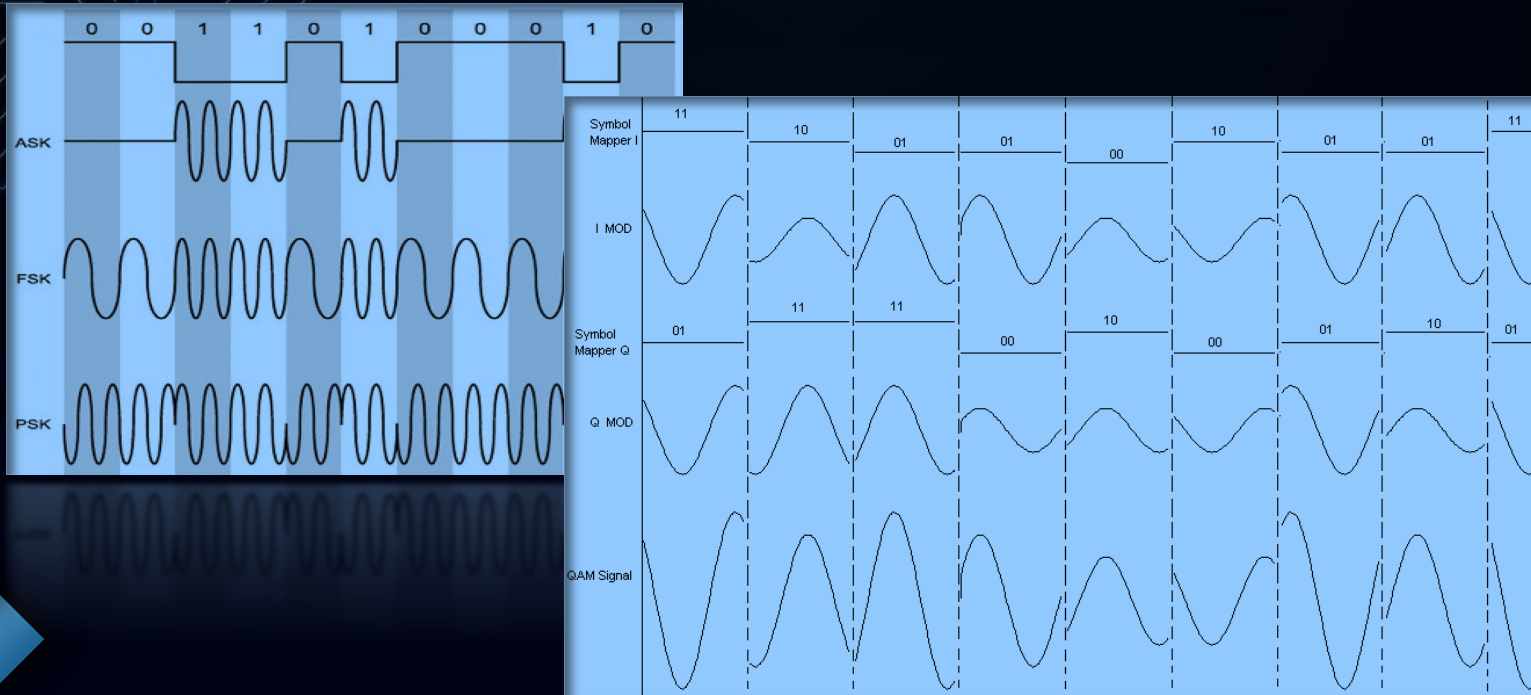 0 0 1 1 0 1 0 0 0 1 0
ASK
FSK
PSK
Symbol
Mapper I
11 10 01 01 00 10 01 01 11
I MOD
Symbol
Mapper Q
01 11 11 00 10 00 01 10 01
Q MOD
QAM Signal